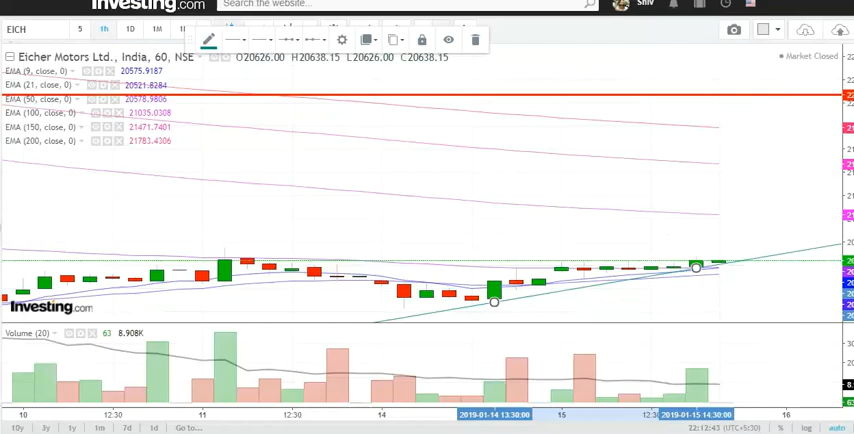 Investing.com
Search the website...
Shiv
EICH
5
1h
1D
1W
1M
Eicher Motors Ltd., India, 60, NSE
O20626.00 H20638.15 L20626.00 C20638.15
Market Closed
EMA (9, close, 0)
20575.9187
EMA (21, close, 0)
20521.8284
EMA (50, close, 0)
20578.9806
EMA (100, close, 0)
21035.0308
EMA (150, close, 0)
21471.7401
EMA (200, close, 0)
21783.4306
Investing.com
Volume (20)
63 8.908K
10
12:30
11
12:30
14
2019-01-14 13:30:00
15
12:30
2019-01-15 14:30:00
16
10y
3y
1y
1m
7d
1d
Go to...
22:12:43 (UTC+5:30)
%
log
auto